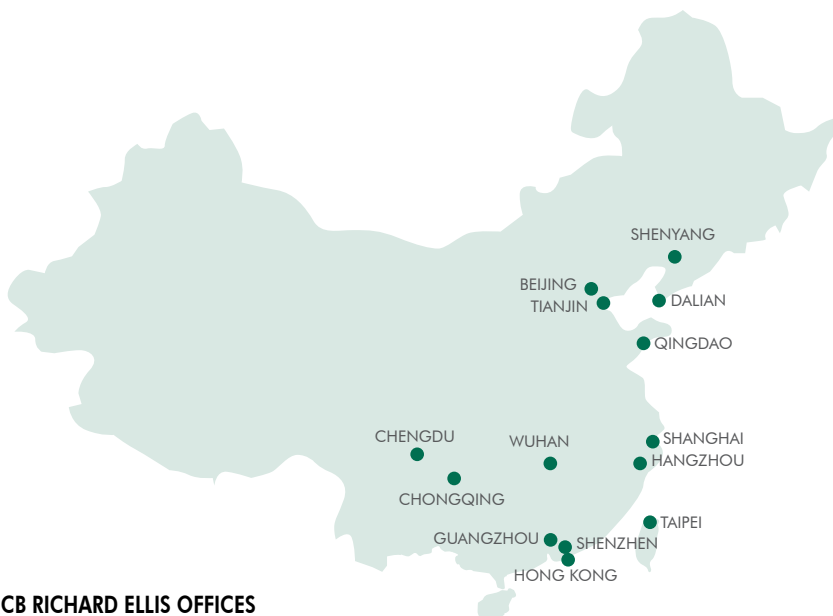 SHENYANG
BEIJING
TIANJIN
DALIAN
QINGDAO
CHENGDU
WUHAN
SHANGHAI
HANGZHOU
CHONGQING
TAIPEI
GUANGZHOU
SHENZHEN
HONG KONG
CB RICHARD ELLIS OFFICES